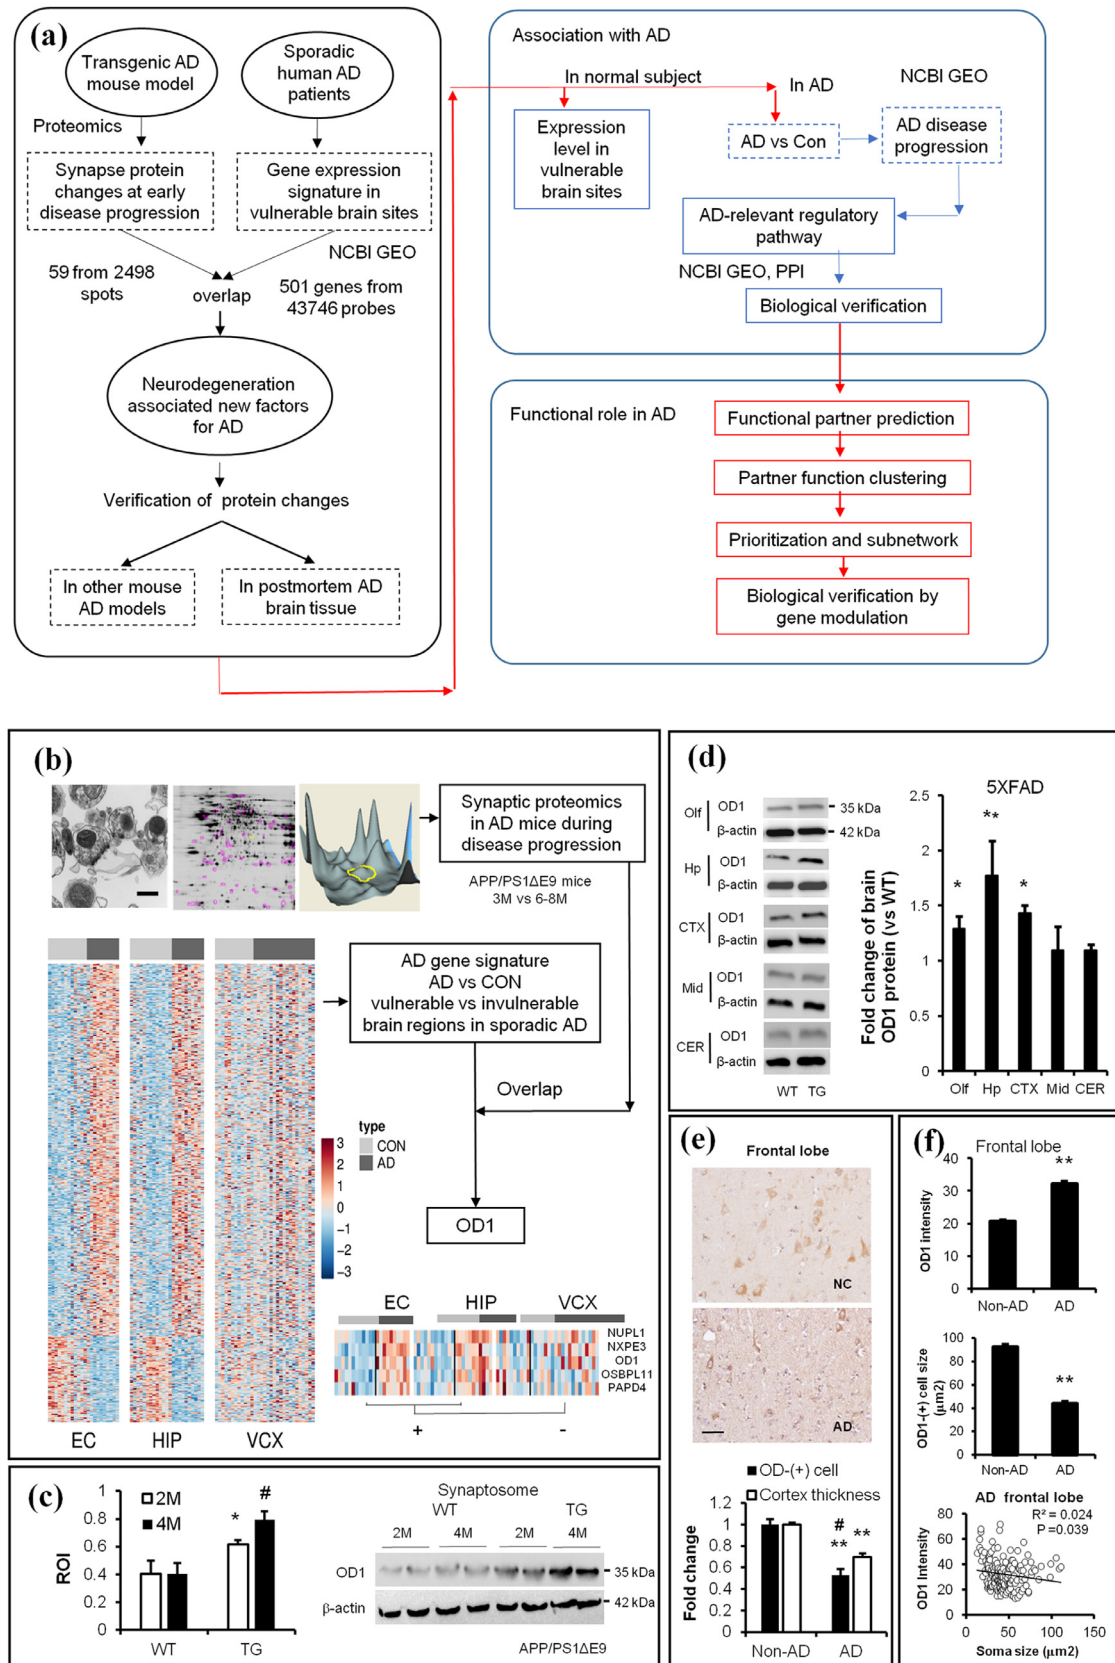 (a)
Transgenic AD
mouse model
Sporadic
human AD
patients
Proteomics
Synapse protein
changes at early
disease progression
Gene expression
signature in
vulnerable brain sites
NCBI GEO
59 from 2498
spots
overlap
501 genes from
43746 probes
Neurodegeneration
associated new factors
for AD
Verification of protein changes
In other mouse
AD models
In postmortem AD
brain tissue
Association with AD
In normal subject
In AD
NCBI GEO
Expression
level in
vulnerable
brain sites
AD vs Con
AD disease
progression
AD-relevant regulatory
pathway
NCBI GEO, PPI
Biological verification
Functional role in AD
Functional partner prediction
Partner function clustering
Prioritization and subnetwork
Biological verification by
gene modulation
(b)
Synaptic proteomics
in AD mice during
disease progression
APP/PS1ΔE9 mice
3M vs 6-8M
AD gene signature
AD vs CON
vulnerable vs invulnerable
brain regions in sporadic AD
Overlap
type
CON
AD
3
2
1
0
−1
−2
−3
OD1
EC HIP VCX
NUPL1
NXPE3
OD1
OSBPL11
PAPD4
+ -
EC HIP VCX
(c)
2M
4M
ROI
1
0.8
0.6
0.4
0.2
0
* #
WT TG
Synaptosome
WT TG
2M 4M 2M 4M
OD1
35 kDa
β-actin
42 kDa
APP/PS1ΔE9
(d)
Olf
OD1
35 kDa
β-actin
42 kDa
Hp
OD1
β-actin
CTX
OD1
β-actin
Mid
OD1
β-actin
CER
OD1
β-actin
WT TG
5XFAD
Fold change of brain
OD1 protein (vs WT)
2.5
2
1.5
1
0.5
0
* ** *
Olf Hp CTX Mid CER
(e)
Frontal lobe
NC
AD
OD-(+) cell
Cortex thickness
Fold change
1
0.8
0.6
0.4
0.2
0
#
** **
Non-AD AD
(f)
Frontal lobe
OD1 intensity
40
30
20
10
0
**
Non-AD AD
OD1-(+) cell size
(μm2)
100
80
60
40
20
0
**
Non-AD AD
AD frontal lobe
R² = 0.024
P =0.039
OD1 Intensity
60
50
40
30
20
10
0
0 50 100 150
Soma size (μm2)